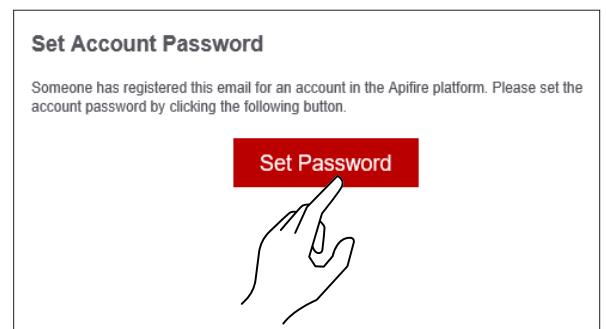 Set Account Password
Someone has registered this email for an account in the Apifire platform. Please set the
account password by clicking the following button.
Set Password